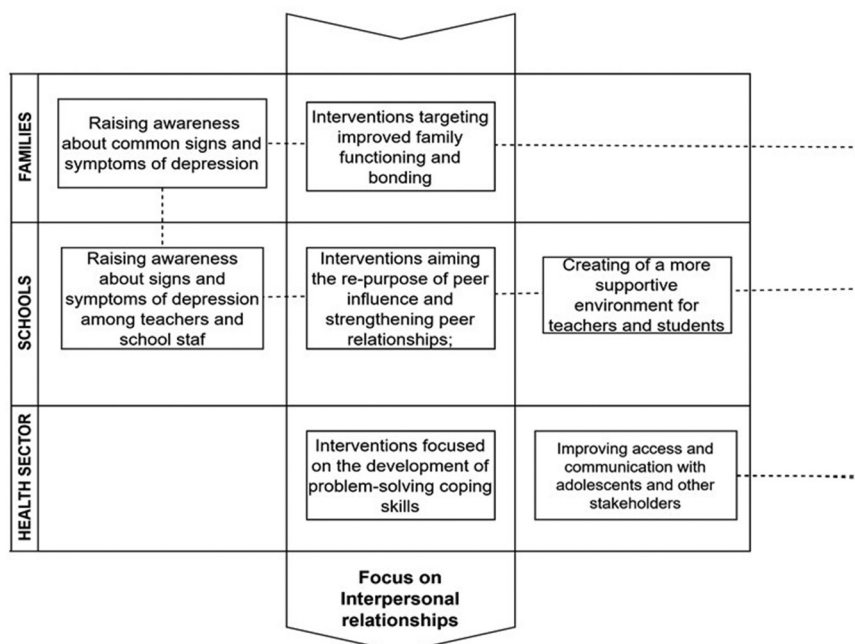 FAMILIES
Raising awareness
about common signs and
symptoms of depression
Interventions targeting
improved family
functioning and
bonding
SCHOOLS
Raising awareness
about signs and
symptoms of depression
among teachers and
school staf
Interventions aiming
the re-purpose of peer
influence and
strengthening peer
relationships;
Creating of a more
supportive
environment for
teachers and students
HEALTH SECTOR
Interventions focused
on the development of
problem-solving coping
skills
Improving access and
communication with
adolescents and other
stakeholders
Focus on
Interpersonal
relationships